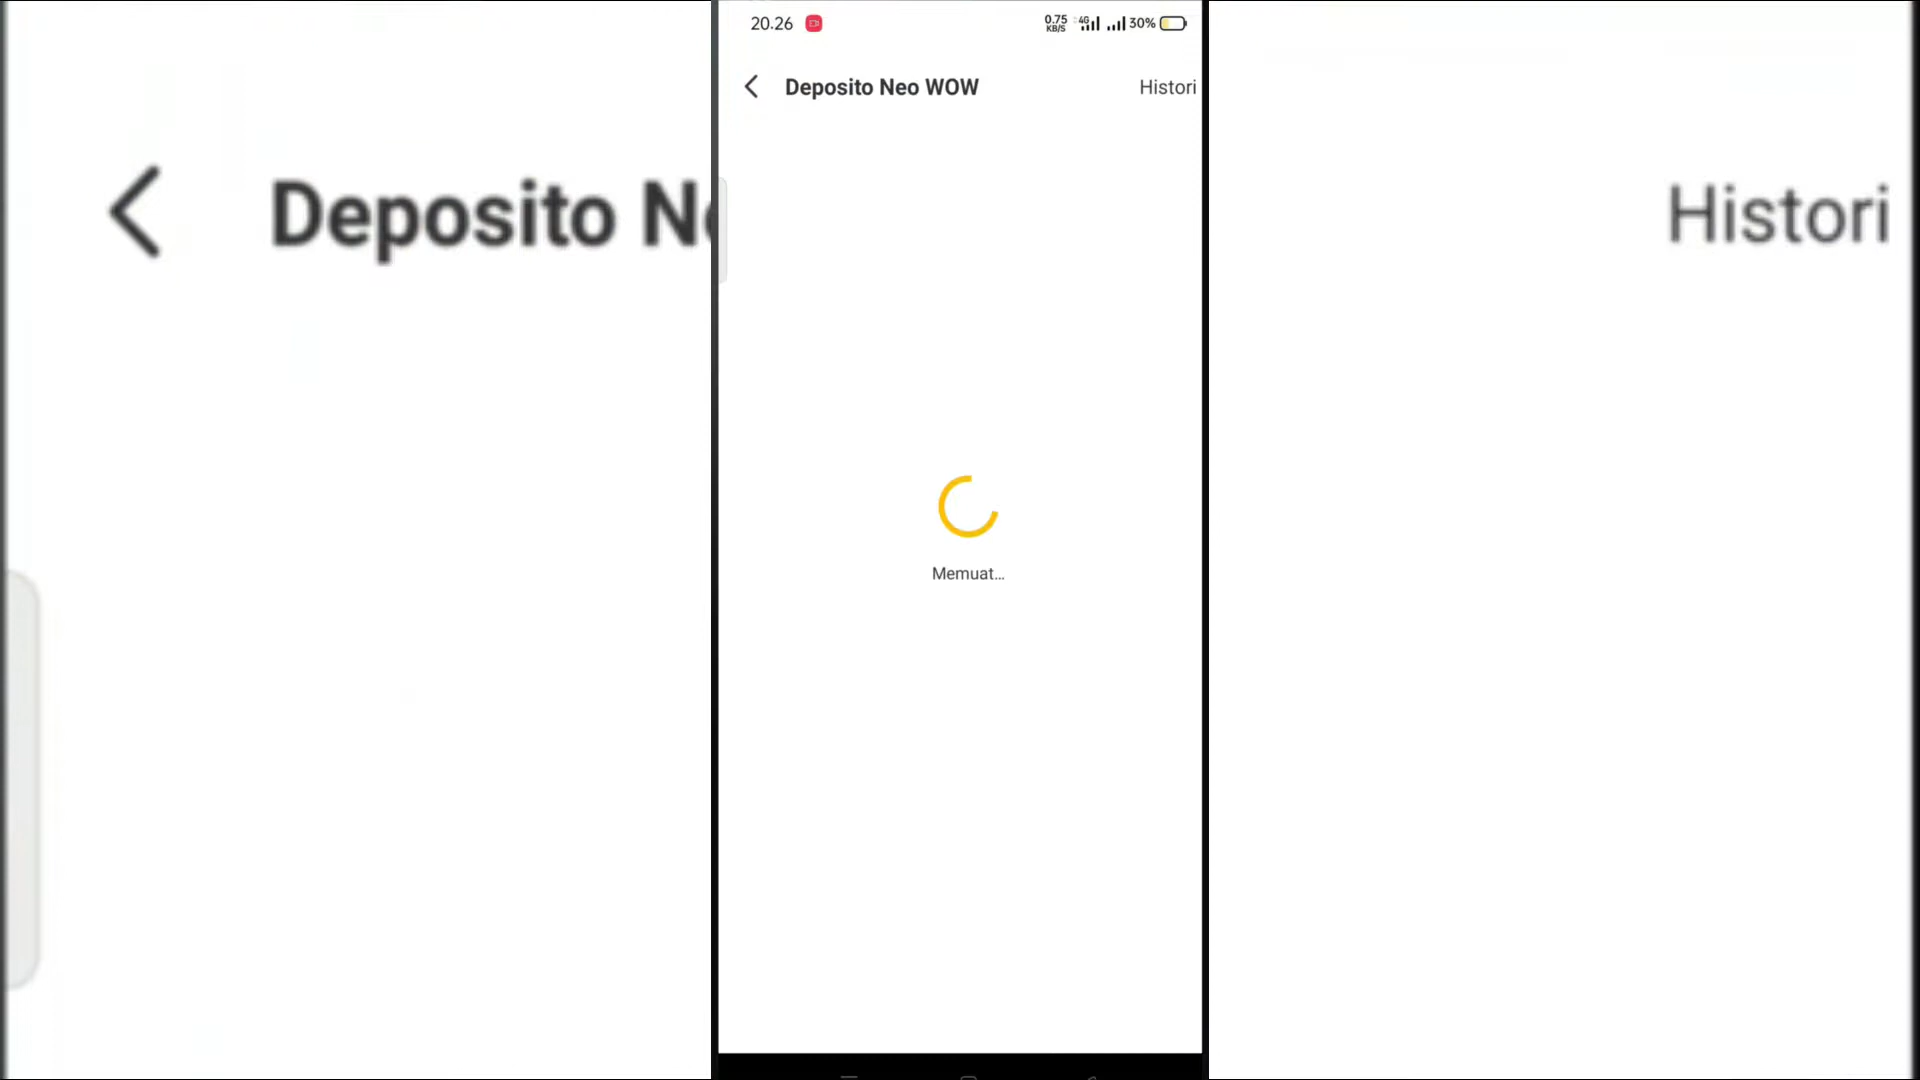 20.26
0.75 KB/S 4G 30%
Deposito Neo WOW
Histori
Memuat...
Deposito N
Histori